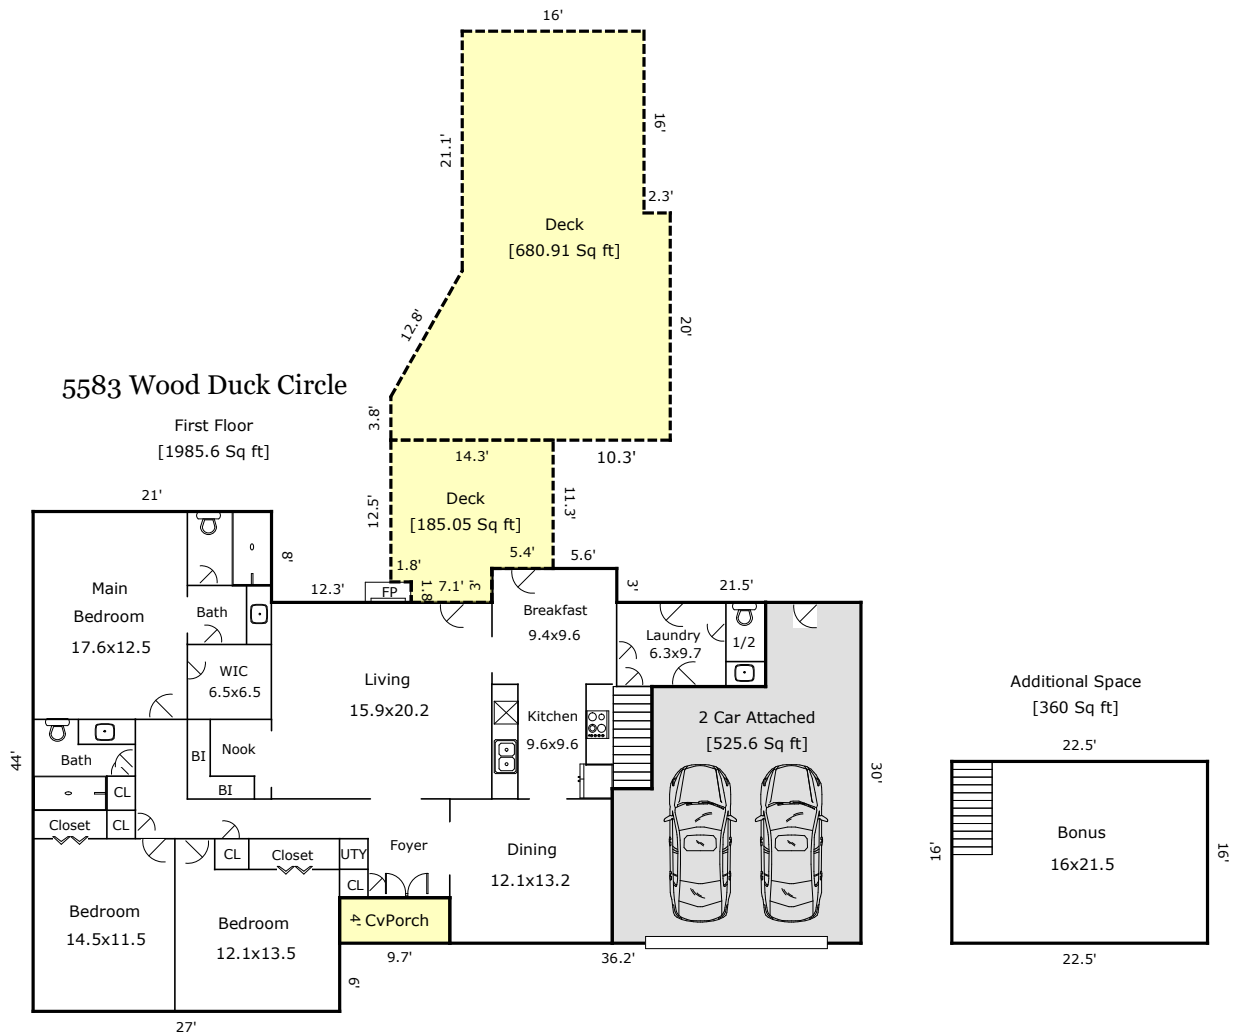 16'
21.1'
16'
2.3'
Deck
[680.91 Sq ft]
12.8'
20'
5583 Wood Duck Circle
3.8'
First Floor
[1985.6 Sq ft]
14.3'
10.3'
21'
12.5'
Deck
[185.05 Sq ft]
11.3'
8'
5.4'
5.6'
1.8'
12.3'
FP
1.8'
7.1'
3'
3'
21.5'
Main
Bedroom
17.6x12.5
Bath
Breakfast
9.4x9.6
Laundry
6.3x9.7
1/2
WIC
6.5x6.5
Living
15.9x20.2
Kitchen
9.6x9.6
2 Car Attached
[525.6 Sq ft]
Additional Space
[360 Sq ft]
22.5'
44'
Bath
BI
Nook
BI
CL
30'
Closet
CL
CL
Closet
UTY
Foyer
Dining
12.1x13.2
16'
Bonus
16x21.5
16'
CL
Bedroom
14.5x11.5
Bedroom
12.1x13.5
4'
CvPorch
9.7'
36.2'
22.5'
6'
27'